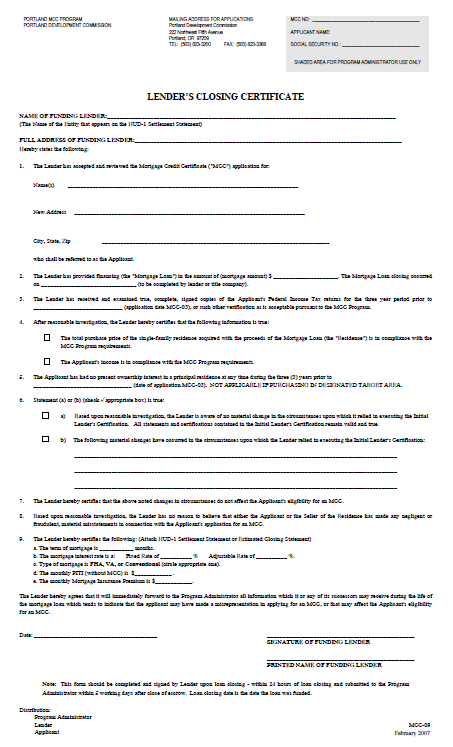 PORTLAND MCC PROGRAM
PORTLAND DEVELOPMENT COMMISSION
MAILING ADDRESS FOR APPLICATIONS:
Portland Development Commission
222 Northwest Fifth Avenue
Portland, OR 97209
TEL: (503) 823-3200 FAX: (503) 823-3368
MCC NO:
APPLICANT NAME:
SOCIAL SECURITY NO.:
SHADED AREA FOR PROGRAM ADMINISTRATOR USE ONLY
LENDER'S CLOSING CERTIFICATE
NAME OF FUNDING LENDER:
(The Name of the Entity that appears on the HUD-1 Settlement Statement)
FULL ADDRESS OF FUNDING LENDER:
Hereby states the following:
1. The Lender has accepted and reviewed the Mortgage Credit Certificate ("MCC") application for:
Name(s)
New Address
City, State, Zip
who shall be referred to as the Applicant.
2. The Lender has provided financing (the "Mortgage Loan") in the amount of (mortgage amount) $ ____. The Mortgage Loan closing occurred
on ____ (to be completed by lender or title company).
3. The Lender has received and examined true, complete, signed copies of the Applicant's Federal Income Tax returns for the three year period prior to
____ (application date MCC-03), or such other verification as is acceptable pursuant to the MCC Program.
4. After reasonable investigation, the Lender hereby certifies that the following information is true:
☐ The total purchase price of the single-family residence acquired with the proceeds of the Mortgage Loan (the "Residence") is in compliance with the
MCC Program requirements.
☐ The Applicant's income is in compliance with the MCC Program requirements.
5. The Applicant has had no present ownership interest in a principal residence at any time during the three (3) years prior to
____ (date of application MCC-03). NOT APPLICABLE IF PURCHASING IN DESIGNATED TARGET AREA.
6. Statement (a) or (b) (check √ appropriate box) is true:
☐ a) Based upon reasonable investigation, the Lender is aware of no material change in the circumstances upon which it relied in executing the Initial
Lender's Certification. All statements and certifications contained in the Initial Lender's Certification remain valid and true.
☐ b) The following material changes have occurred in the circumstances upon which the Lender relied in executing the Initial Lender's Certification:
7. The Lender hereby certifies that the above noted changes in circumstances do not affect the Applicant's eligibility for an MCC.
8. Based upon reasonable investigation, the Lender has no reason to believe that either the Applicant or the Seller of the Residence has made any negligent or
fraudulent, material misstatements in connection with the Applicant's application for an MCC.
9. The Lender hereby certifies the following: (Attach HUD-1 Settlement Statement or Estimated Closing Statement)
a. The term of mortgage is ____ months.
b. The mortgage interest rate is a: Fixed Rate of ____ % Adjustable Rate of ____ %.
c. Type of mortgage is FHA, VA, or Conventional (circle appropriate one).
d. The monthly PITI (without MCC) is $____.
e. The monthly Mortgage Insurance Premium is $____.
The Lender hereby agrees that it will immediately forward to the Program Administrator all information which it or any of its successors may receive during the life of
the mortgage loan which tends to indicate that the applicant may have made a misrepresentation in applying for an MCC, or that may affect the Applicant's eligibility
for an MCC.
Date:
SIGNATURE OF FUNDING LENDER
PRINTED NAME OF FUNDING LENDER
Note: This form should be completed and signed by Lender upon loan closing - within 24 hours of loan closing and submitted to the Program
Administrator within 5 working days after close of escrow. Loan closing date is the date the loan was funded.
Distribution:
Program Administrator
Lender
Applicant
MCC-09
February 2007